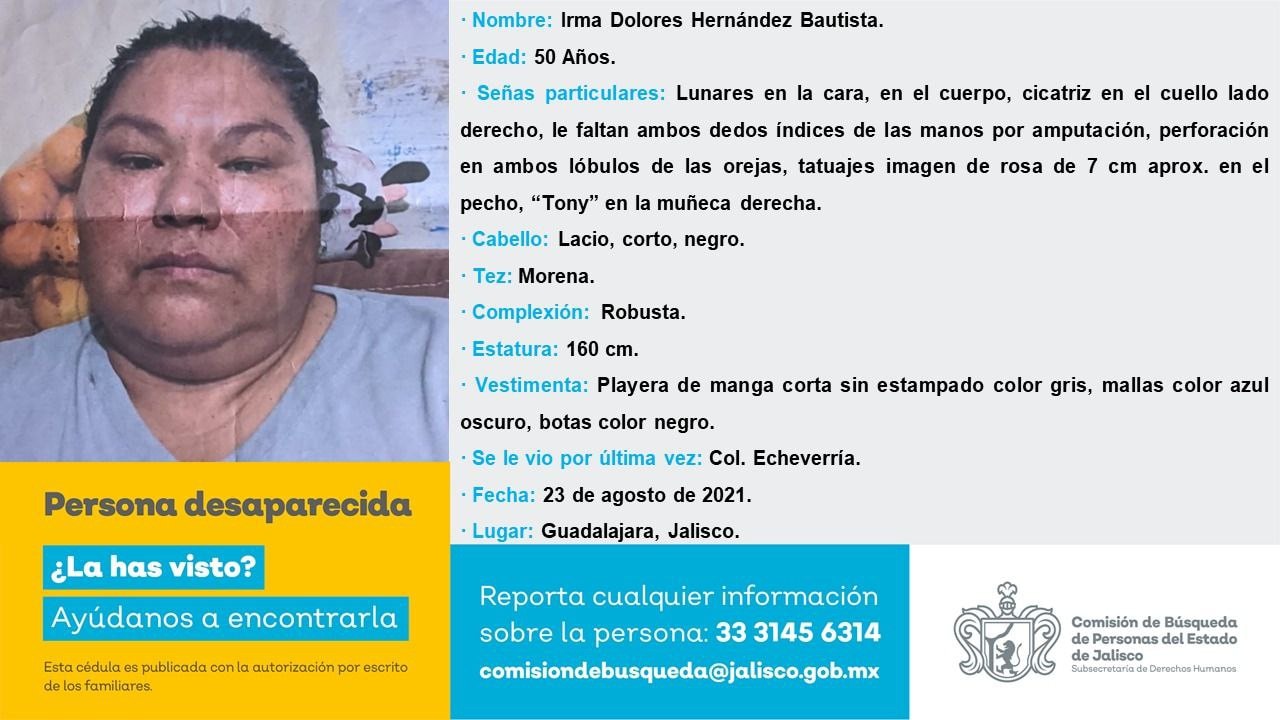 · Nombre: Irma Dolores Hernández Bautista.
· Edad: 50 Años.
· Señas particulares: Lunares en la cara, en el cuerpo, cicatriz en el cuello lado
derecho, le faltan ambos dedos índices de las manos por amputación, perforación
en ambos lóbulos de las orejas, tatuajes imagen de rosa de 7 cm aprox. en el
pecho, “Tony” en la muñeca derecha.
· Cabello: Lacio, corto, negro.
· Tez: Morena.
· Complexión: Robusta.
· Estatura: 160 cm.
· Vestimenta: Playera de manga corta sin estampado color gris, mallas color azul
oscuro, botas color negro.
· Se le vio por última vez: Col. Echeverría.
· Fecha: 23 de agosto de 2021.
· Lugar: Guadalajara, Jalisco.
Persona desaparecida
¿La has visto?
Ayúdanos a encontrarla
Esta cédula es publicada con la autorización por escrito
de los familiares.
Reporta cualquier información
sobre la persona: 33 3145 6314
comisiondebusqueda@jalisco.gob.mx
Comisión de Búsqueda
de Personas del Estado
de Jalisco
Subsecretaría de Derechos Humanos